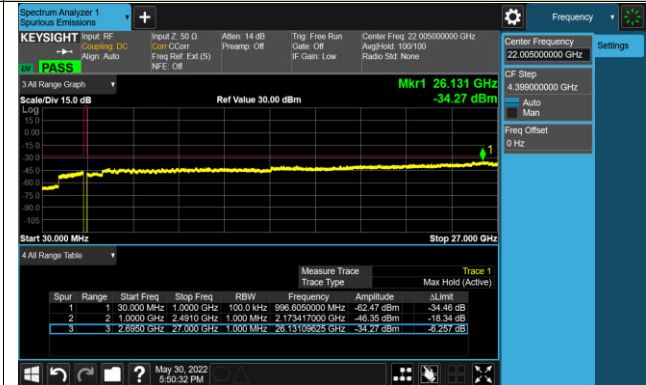 Spectrum Analyzer 1
Spurious Emissions
Frequency
KEYSIGHT Input: RF Input Z: 50 Ω Atten: 14 dB Trig: Free Run Center Freq: 22.005000000 GHz
Coupling: DC Corr CCorr Preamp: Off Gate: Off Avg|Hold: 100/100
Align: Auto Freq Ref: Ext (S) IF Gain: Low Radio Std: None
PASS NFE: Off
Center Frequency
22.005000000 GHz
Settings
CF Step
4.399000000 GHz
Auto
Man
Freq Offset
0 Hz
3 All Range Graph
Mkr1 26.131 GHz
Scale/Div 15.0 dB Ref Value 30.00 dBm -34.27 dBm
Log
15.0
0.00
-15.0
-30.0
-45.0
-60.0
-75.0
-90.0
-105
1
Start 30.000 MHz Stop 27.000 GHz
4 All Range Table
Measure Trace Trace 1
Trace Type Max Hold (Active)
Spur Range Start Freq Stop Freq RBW Frequency Amplitude ΔLimit
1 1 30.000 MHz 1.0000 GHz 100.0 kHz 996.6050000 MHz -62.47 dBm -34.46 dB
2 2 1.0000 GHz 2.4910 GHz 1.000 MHz 2.173417000 GHz -46.35 dBm -18.34 dB
3 3 2.6950 GHz 27.000 GHz 1.000 MHz 26.13109625 GHz -34.27 dBm -6.257 dB
May 30, 2022
5:50:32 PM